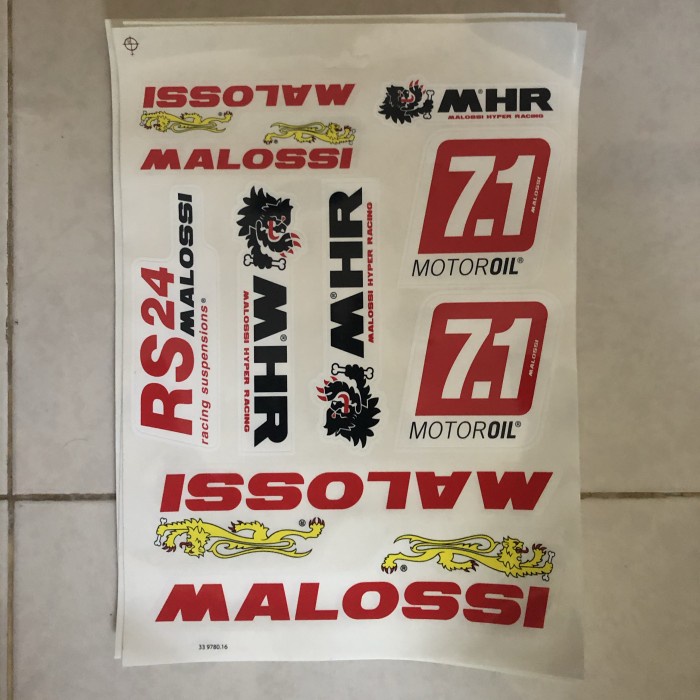 MALOSSI
®
®
MALOSSI
MHR®
MALOSSI HYPER RACING
7.1
MALOSSI
MOTOROIL®
RS24
MALOSSI
racing suspensions®
MHR®
MALOSSI HYPER RACING
MHR®
MALOSSI HYPER RACING
7.1
MALOSSI
MOTOROIL®
MALOSSI
®
®
MALOSSI
33 9780.16